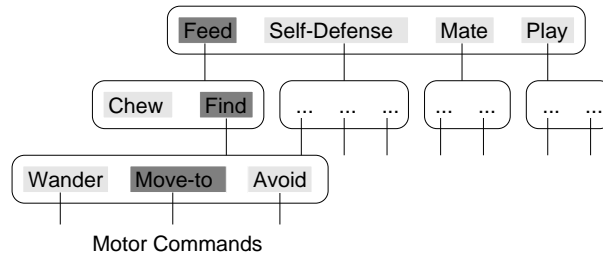 Feed Self-Defense Mate Play
Chew Find ... ... ... ... ... ... ...
Wander Move-to Avoid
Motor Commands